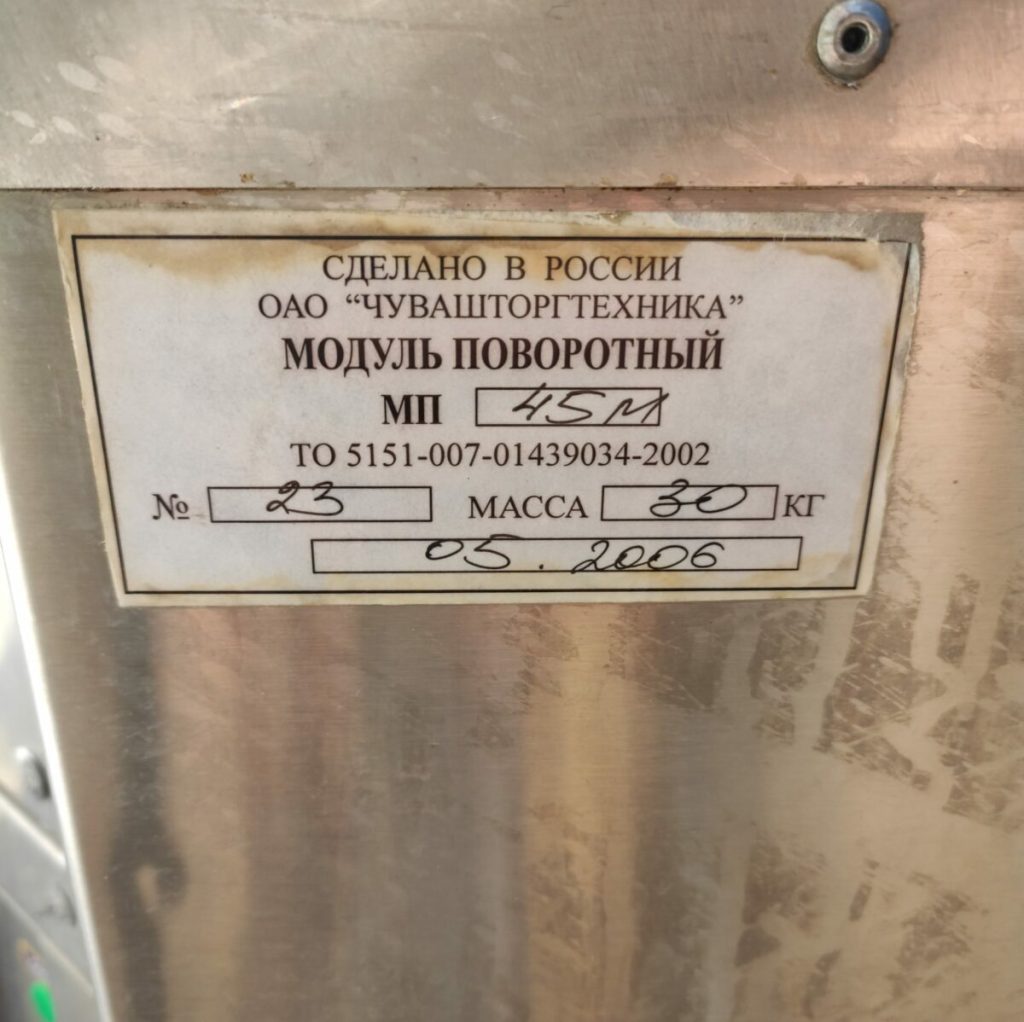 СДЕЛАНО В РОССИИ
ОАО “ЧУВАШТОРГТЕХНИКА”
МОДУЛЬ ПОВОРОТНЫЙ
МП 45М
ТО 5151-007-01439034-2002
№ 23 МАССА 30 КГ
05.2006